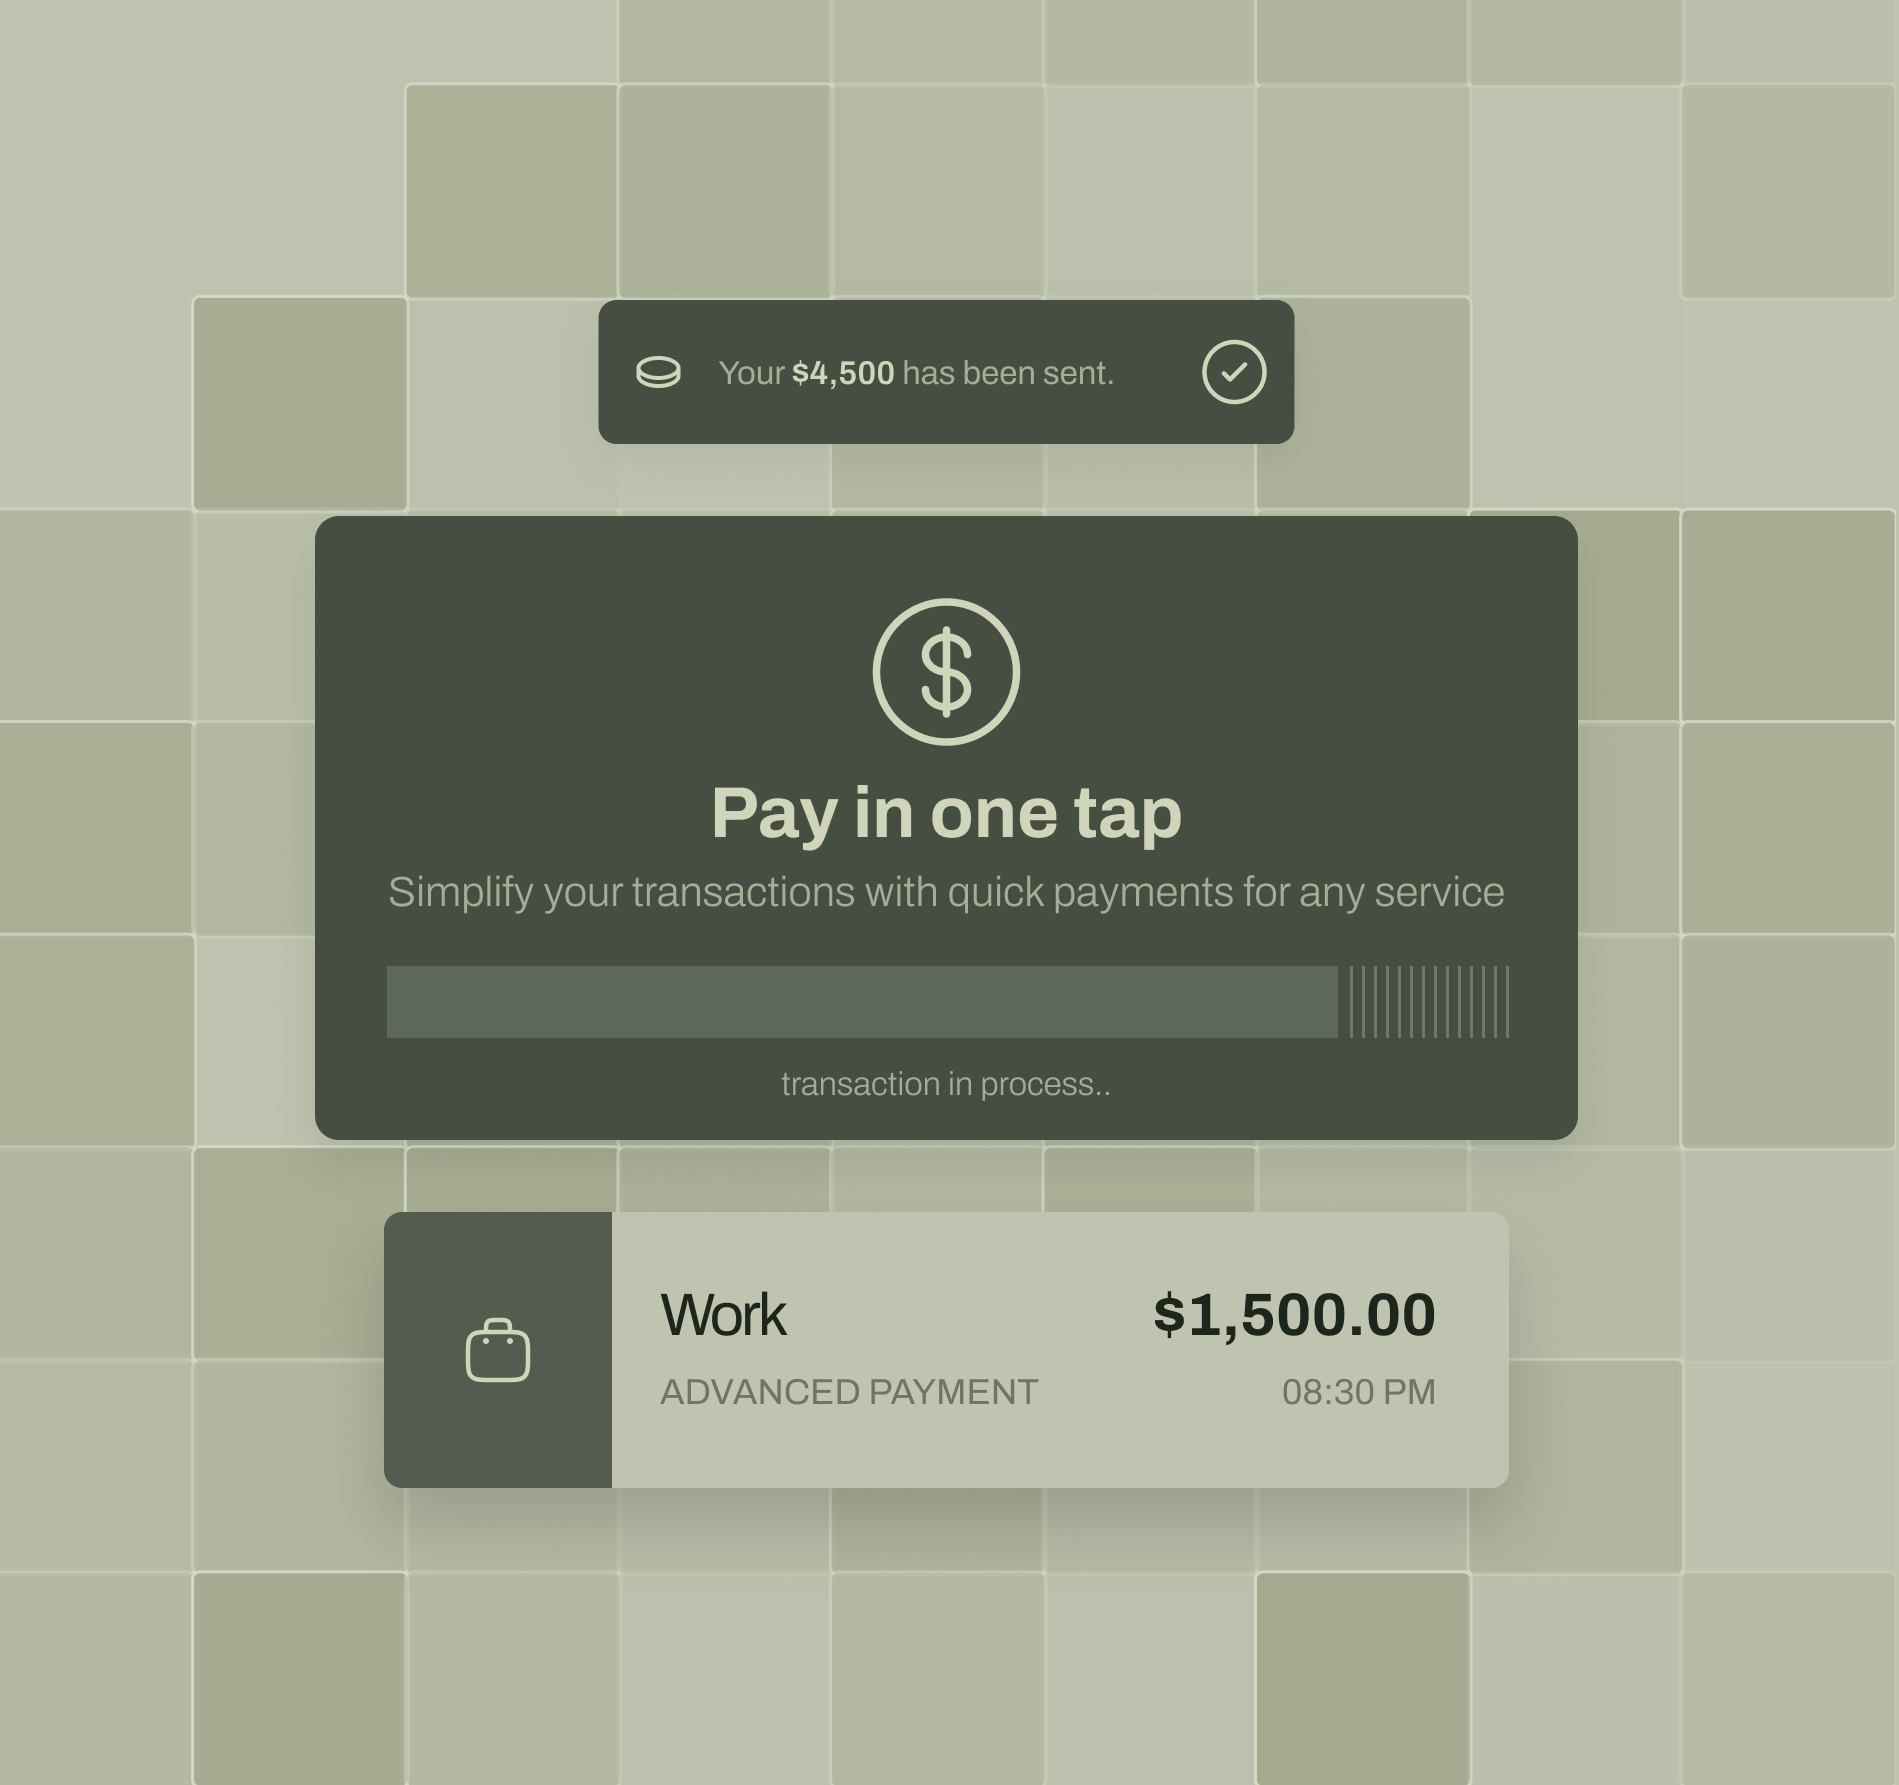 Your $4,500 has been sent.
$
Pay in one tap
Simplify your transactions with quick payments for any service
transaction in process..
Work
$1,500.00
ADVANCED PAYMENT
08:30 PM